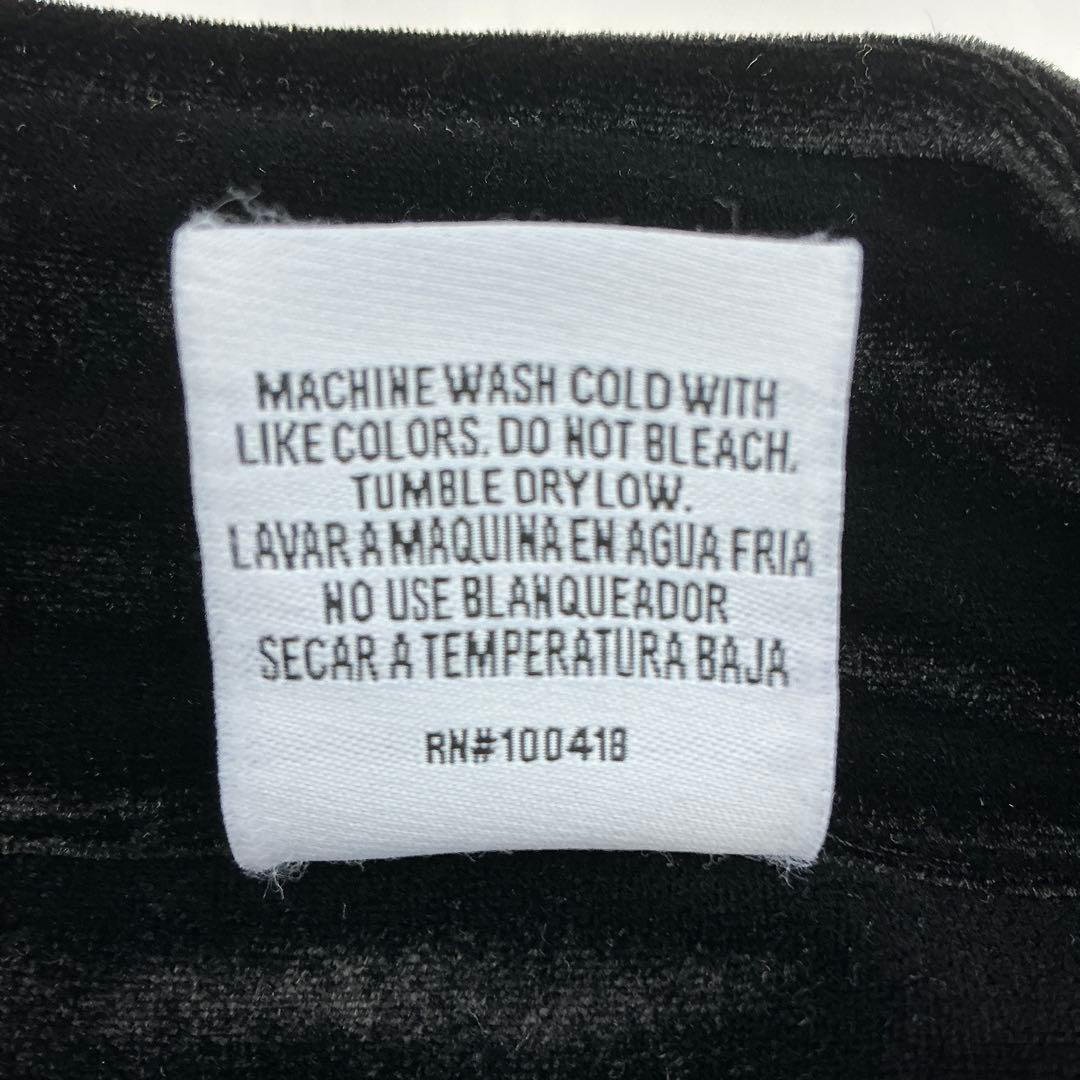 MACHINE WASH COLD WITH
LIKE COLORS. DO NOT BLEACH.
TUMBLE DRY LOW.
LAVAR A MAQUINA EN AGUA FRIA
NO USE BLANQUEADOR
SECAR A TEMPERATURA BAJA
RN#100418